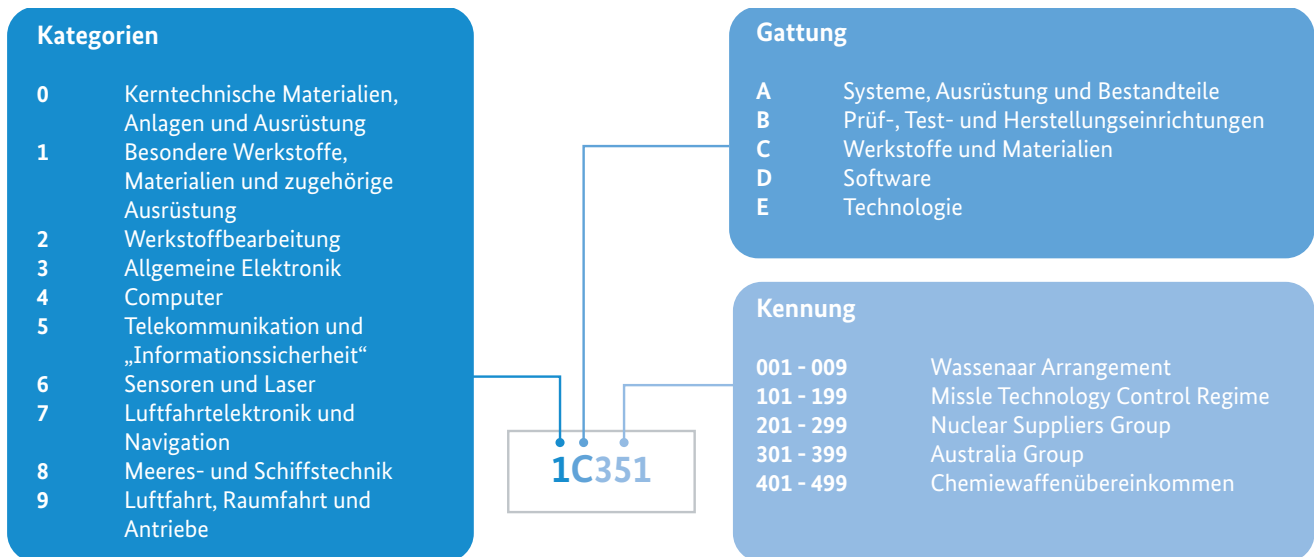 Kategorien
0 Kerntechnische Materialien,
Anlagen und Ausrüstung
1 Besondere Werkstoffe,
Materialien und zugehörige
Ausrüstung
2 Werkstoffbearbeitung
3 Allgemeine Elektronik
4 Computer
5 Telekommunikation und
„Informationssicherheit“
6 Sensoren und Laser
7 Luftfahrtelektronik und
Navigation
8 Meeres- und Schiffstechnik
9 Luftfahrt, Raumfahrt und
Antriebe
1C351
Gattung
A Systeme, Ausrüstung und Bestandteile
B Prüf-, Test- und Herstellungseinrichtungen
C Werkstoffe und Materialien
D Software
E Technologie
Kennung
001 - 009 Wassenaar Arrangement
101 - 199 Missle Technology Control Regime
201 - 299 Nuclear Suppliers Group
301 - 399 Australia Group
401 - 499 Chemiewaffenübereinkommen